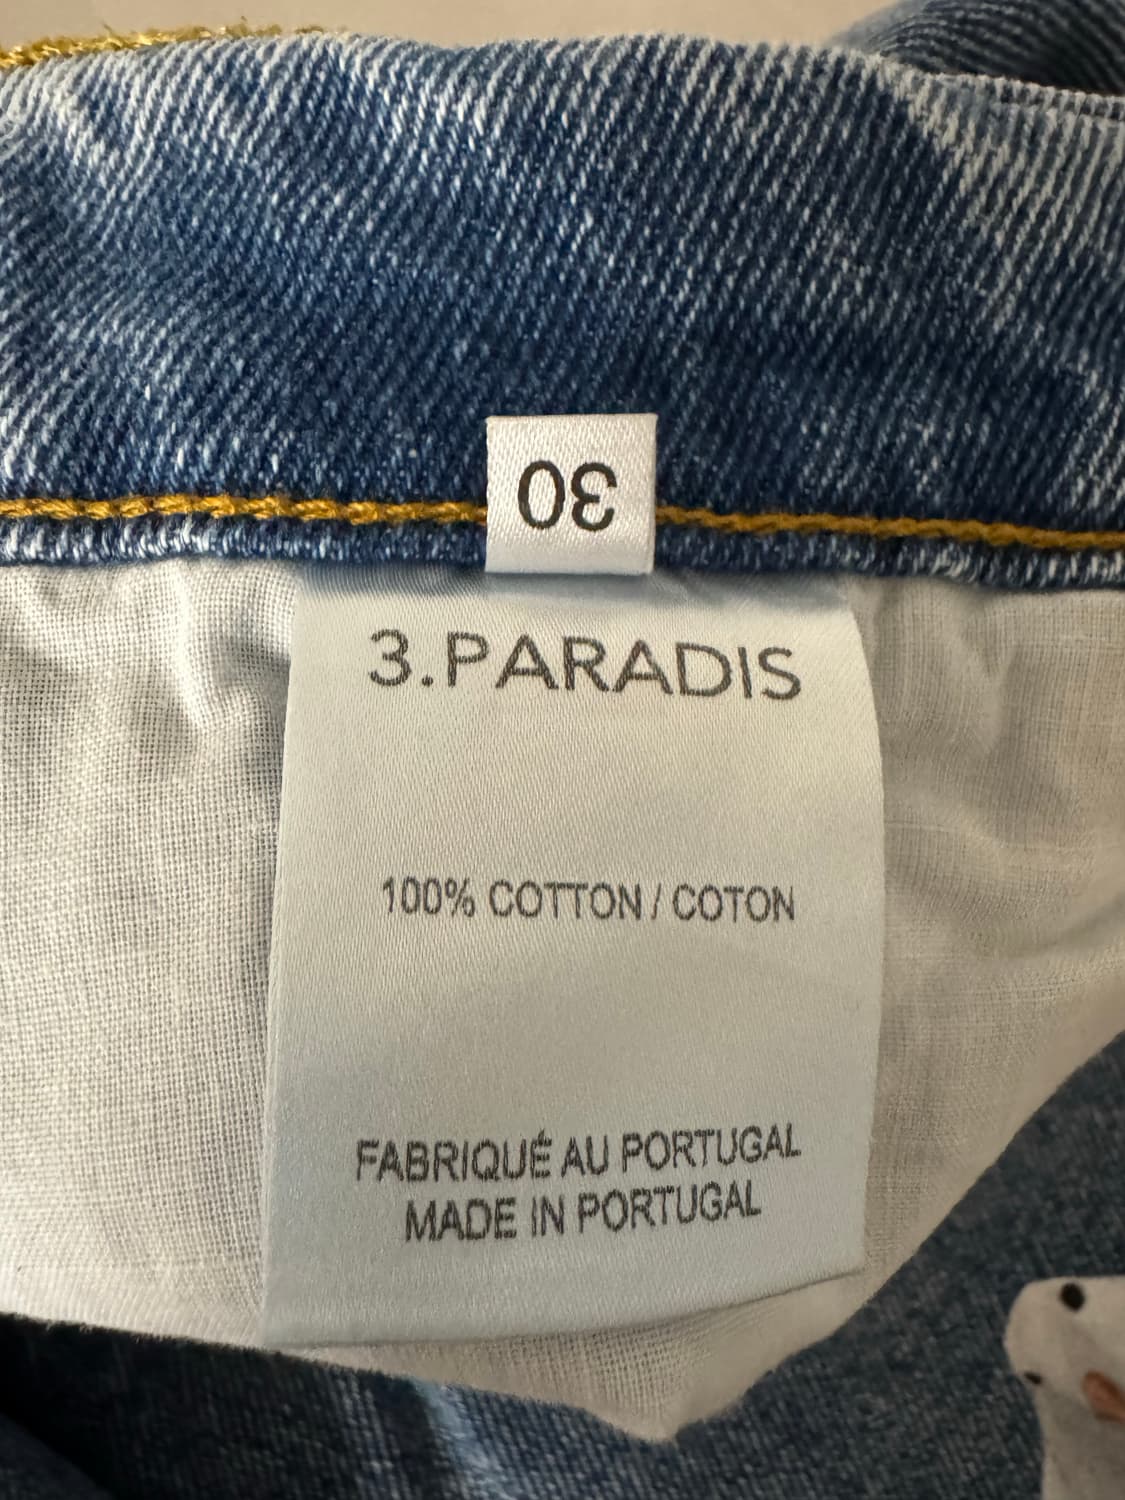 30
3.PARADIS
100% COTTON / COTON
FABRIQUÉ AU PORTUGAL
MADE IN PORTUGAL